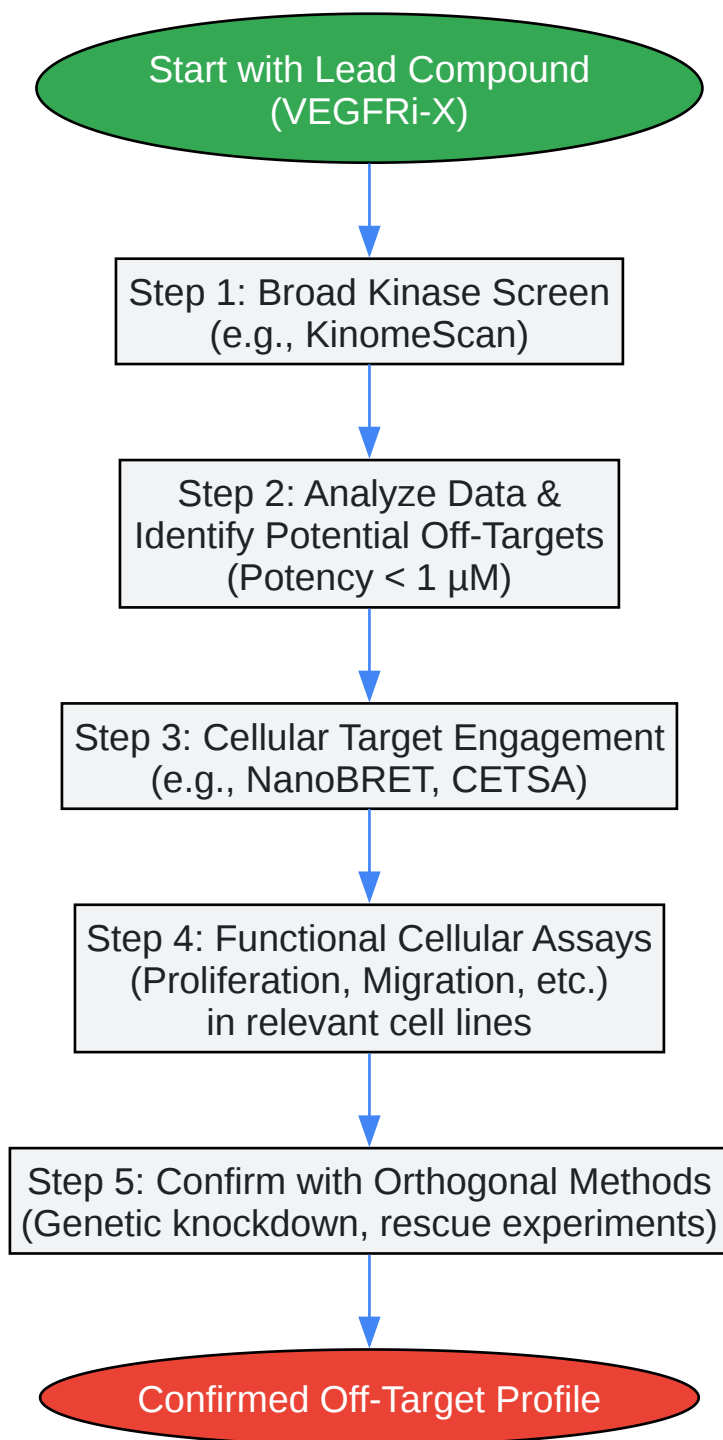 Start with Lead Compound
(VEGFRi-X)
Step 1: Broad Kinase Screen
(e.g., KinomeScan)
Step 2: Analyze Data &
Identify Potential Off-Targets
(Potency < 1 µM)
Step 3: Cellular Target Engagement
(e.g., NanoBRET, CETSA)
Step 4: Functional Cellular Assays
(Proliferation, Migration, etc.)
in relevant cell lines
Step 5: Confirm with Orthogonal Methods
(Genetic knockdown, rescue experiments)
Confirmed Off-Target Profile